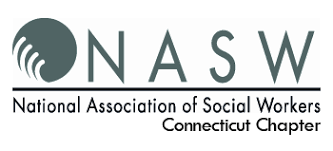 NASW
National Association of Social Workers
Connecticut Chapter